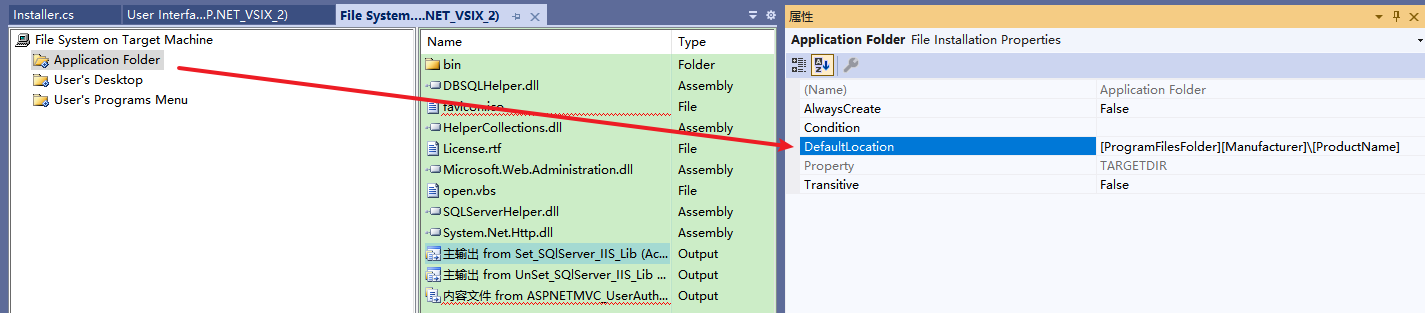 Installer.cs
User Interfa...P.NET_VSIX_2)
File System....NET_VSIX_2)
File System on Target Machine
Application Folder
User's Desktop
User's Programs Menu
Name Type
bin Folder
DBSQLHelper.dll Assembly
favicon.ico File
HelperCollections.dll Assembly
License.rtf File
Microsoft.Web.Administration.dll Assembly
open.vbs File
SQLServerHelper.dll Assembly
System.Net.Http.dll Assembly
主输出 from Set_SQlServer_IIS_Lib (Ac... Output
主输出 from UnSet_SQlServer_IIS_Lib ... Output
内容文件 from ASPNETMVC_UserAuth... Output
属性
Application Folder File Installation Properties
(Name) Application Folder
AlwaysCreate False
Condition
DefaultLocation [ProgramFilesFolder][Manufacturer]\[ProductName]
Property TARGETDIR
Transitive False